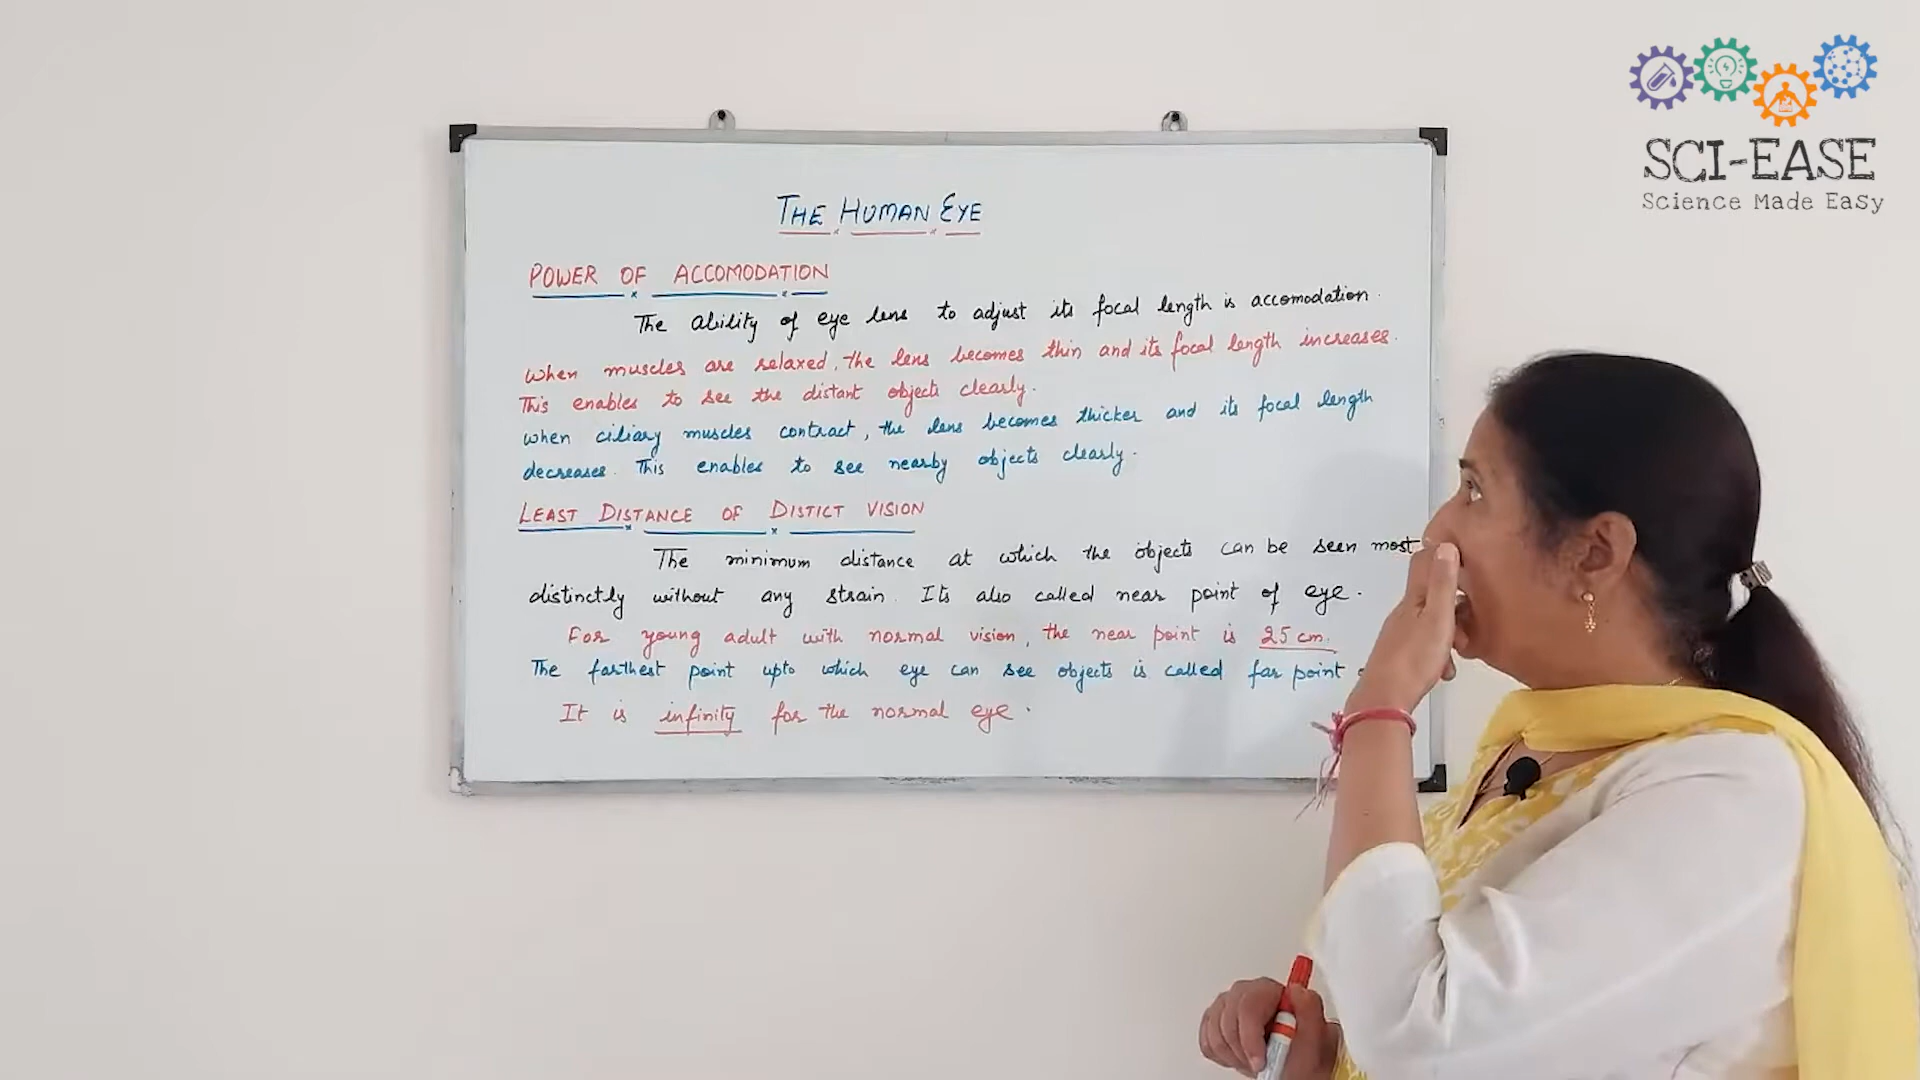 SCI-EASE
Science Made Easy
THE HUMAN EYE
POWER OF ACCOMODATION
The ability of eye lens to adjust its focal length is accomodation.
When muscles are relaxed, the lens becomes thin and its focal length increases.
This enables to see the distant objects clearly.
when ciliary muscles contract, the lens becomes thicker and its focal length
decreases. This enables to see nearby objects clearly.
LEAST DISTANCE OF DISTICT VISION
The minimum distance at which the objects can be seen most
distinctly without any strain. Its also called near point of eye.
For young adult with normal vision, the near point is 25 cm.
The farthest point upto which eye can see objects is called far point
It is infinity for the normal eye.